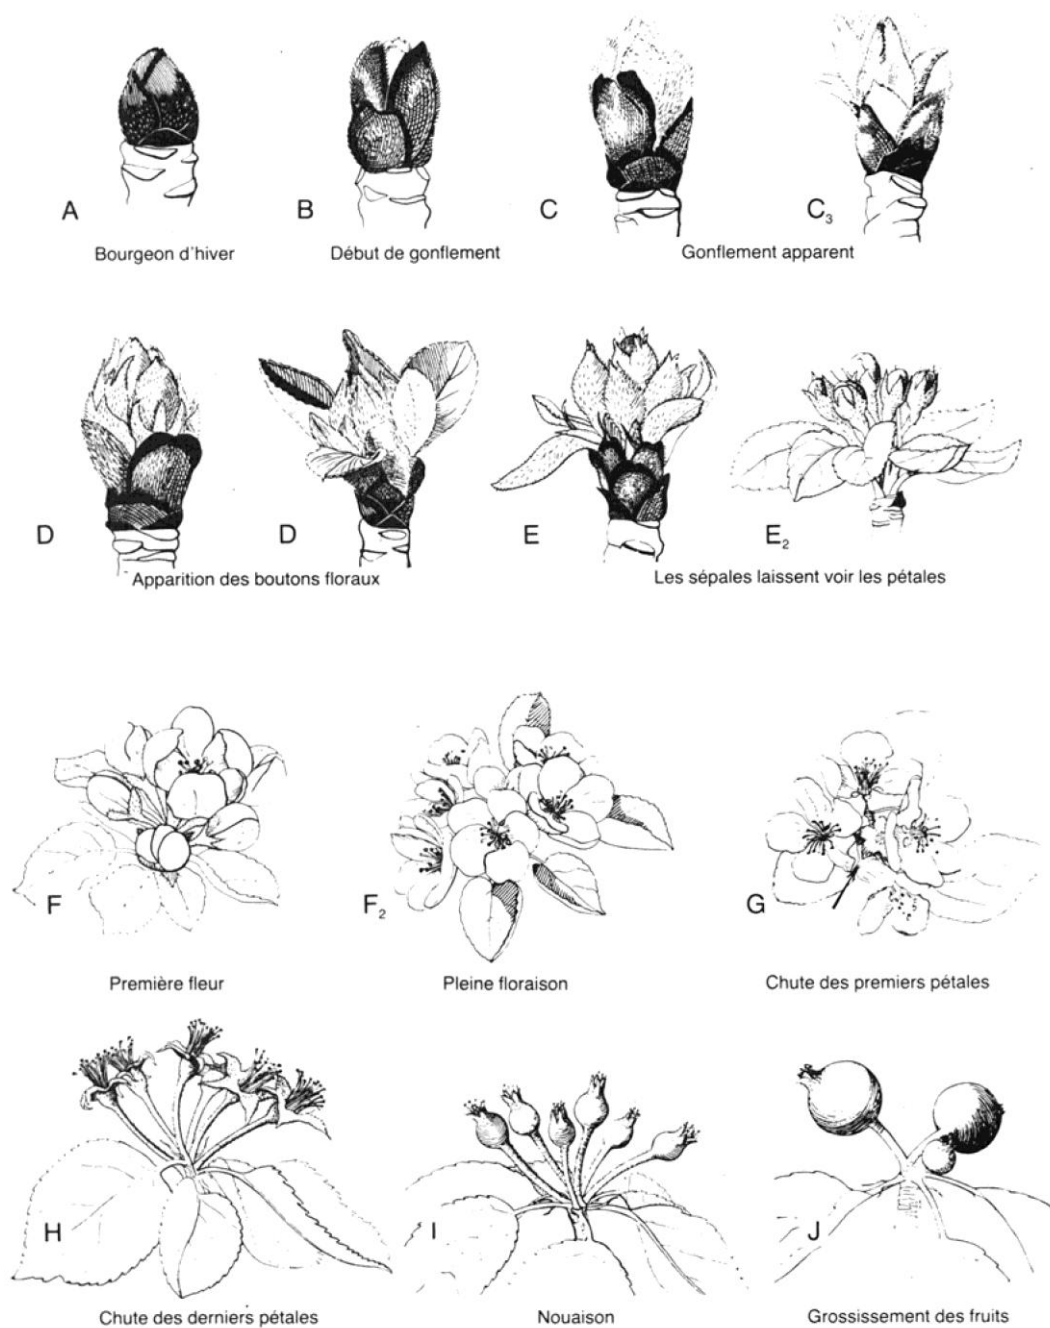 A
B
C
C₃
Bourgeon d'hiver
Début de gonflement
Gonflement apparent
D
D
E
E₂
Apparition des boutons floraux
Les sépales laissent voir les pétales
F
F₂
G
Première fleur
Pleine floraison
Chute des premiers pétales
H
I
J
Chute des derniers pétales
Nouaison
Grossissement des fruits